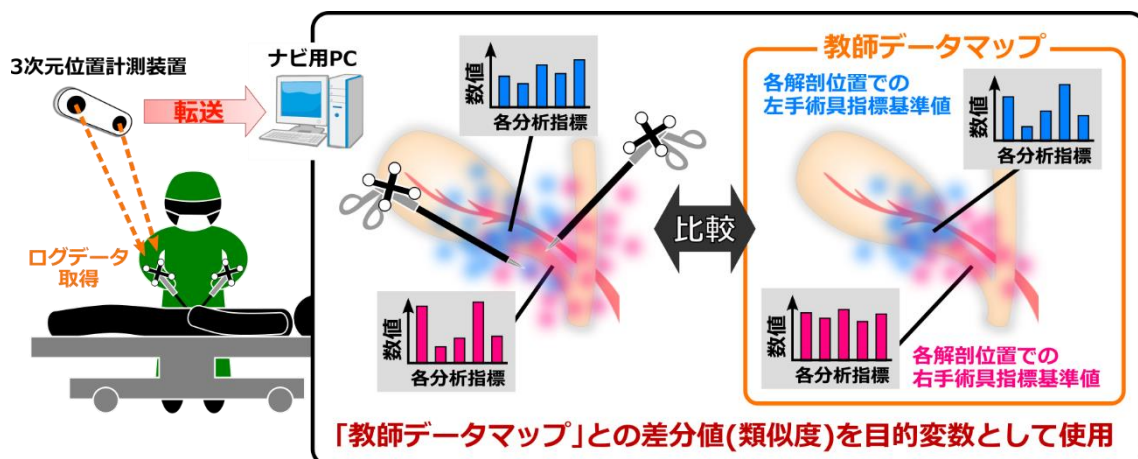 3次元位置計測装置
転送
ナビ用PC
ログデータ
取得
数値
各分析指標
数値
各分析指標
比較
教師データマップ
各解剖位置での
左手術具指標基準値
数値
各分析指標
数値
各分析指標
各解剖位置での
右手術具指標基準値
「教師データマップ」との差分値(類似度)を目的変数として使用